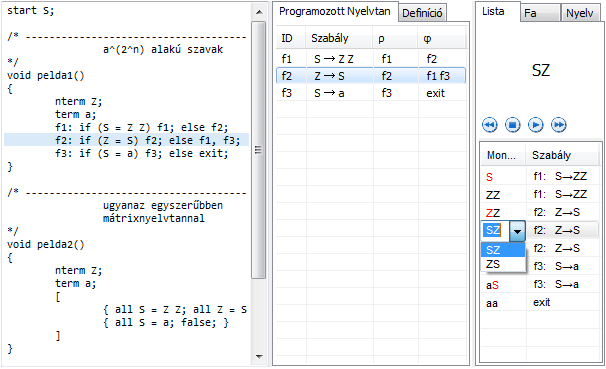 start S;
/* ------------------------------------
a^(2^n) alakú szavak
*/
void pelda1()
{
nterm Z;
term a;
f1: if (S = Z Z) f1; else f2;
f2: if (Z = S) f2; else f1, f3;
f3: if (S = a) f3; else exit;
}
/* ------------------------------------
ugyanaz egyszerűbben
mátrixnyelvtannal
*/
void pelda2()
{
nterm Z;
term a;
[
{ all S = Z Z; all Z = S
{ all S = a; false; }
]
}
Programozott Nyelvtan Definíció
ID Szabály ρ φ
f1 S → Z Z f1 f2
f2 Z → S f2 f1 f3
f3 S → a f3 exit
Lista Fa Nyelv
SZ
Mon... Szabály
S f1: S→ZZ
ZZ f1: S→ZZ
ZZ f2: Z→S
SZ f2: Z→S
SZ f2: Z→S
ZS f3: S→a
aS f3: S→a
aa exit